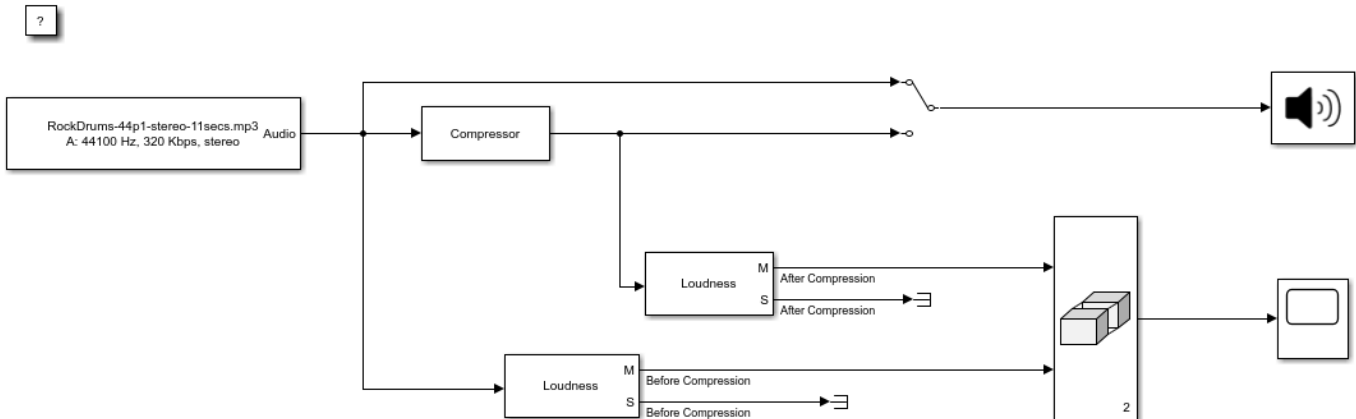 ?
RockDrums-44p1-stereo-11secs.mp3
A: 44100 Hz, 320 Kbps, stereo
Audio
Compressor
Loudness
M
After Compression
S
After Compression
Loudness
M
Before Compression
S
Before Compression
2